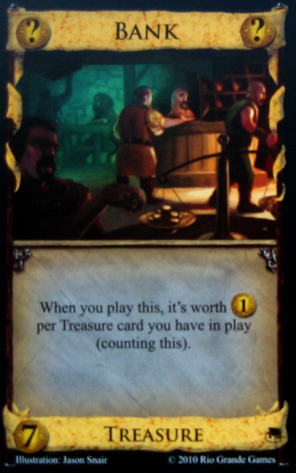 ? BANK ?
When you play this, it's worth 1
per Treasure card you have in play
(counting this).
7 TREASURE
Illustration: Jason Snair © 2010 Rio Grande Games